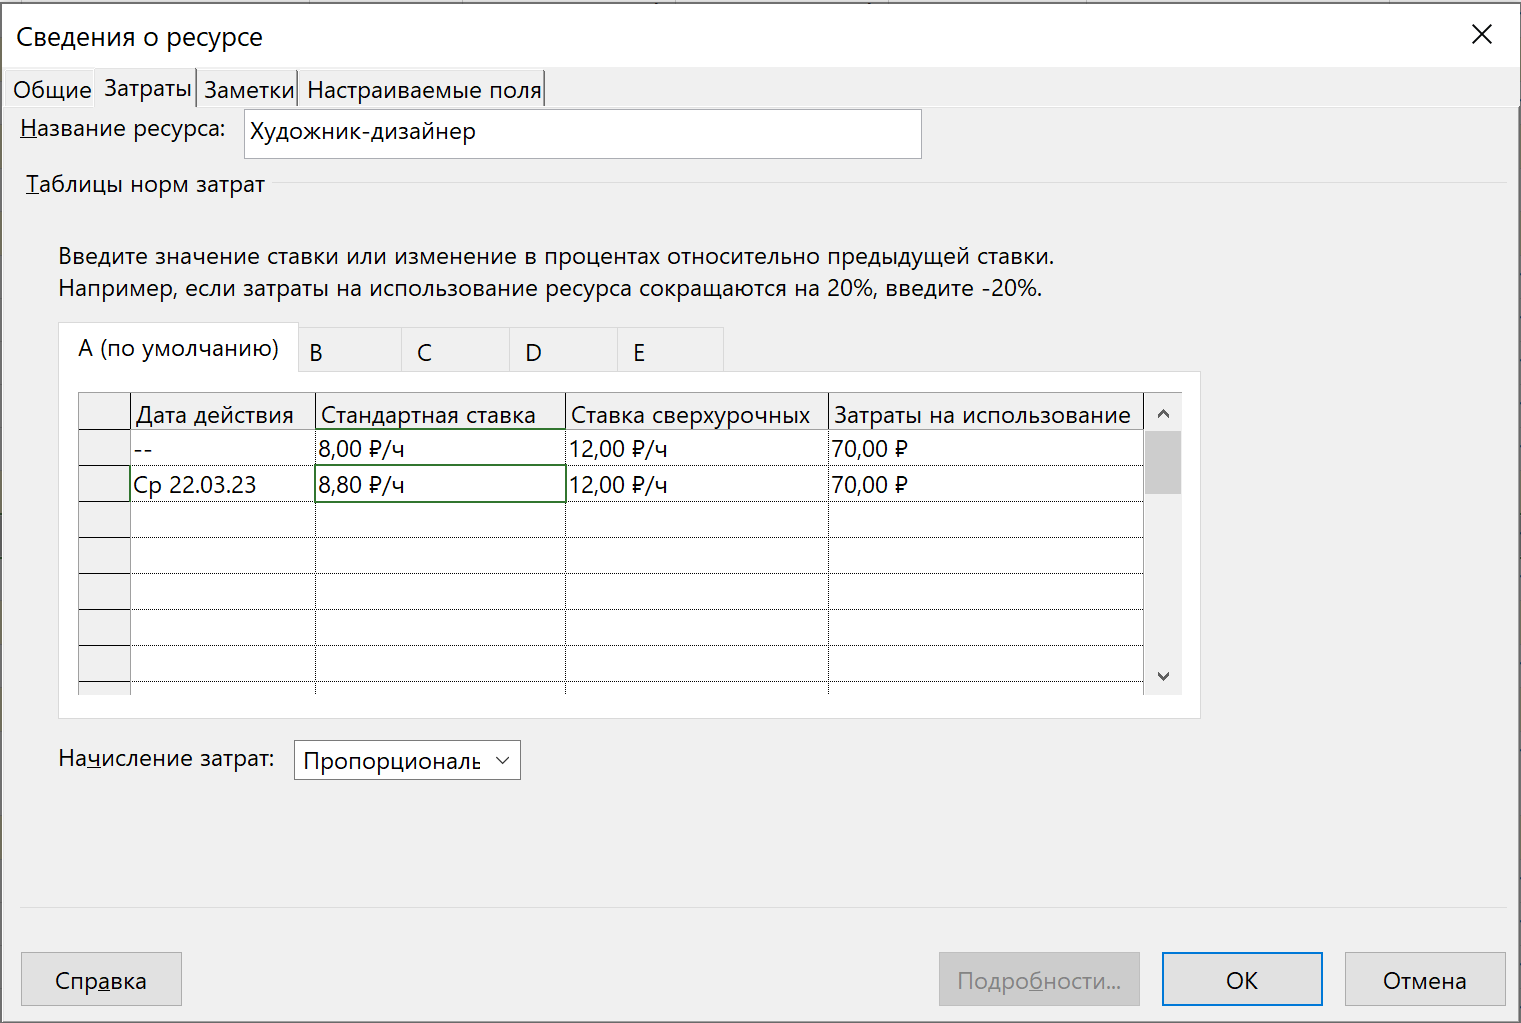 Сведения о ресурсе
Общие Затраты Заметки Настраиваемые поля
Название ресурса: Художник-дизайнер
Таблицы норм затрат
Введите значение ставки или изменение в процентах относительно предыдущей ставки.
Например, если затраты на использование ресурса сокращаются на 20%, введите -20%.
A (по умолчанию) B C D E
Дата действия Стандартная ставка Ставка сверхурочных Затраты на использование
-- 8,00 ₽/ч 12,00 ₽/ч 70,00 ₽
Ср 22.03.23 8,80 ₽/ч 12,00 ₽/ч 70,00 ₽
Начисление затрат: Пропорциональ
Справка Подробности... ОК Отмена